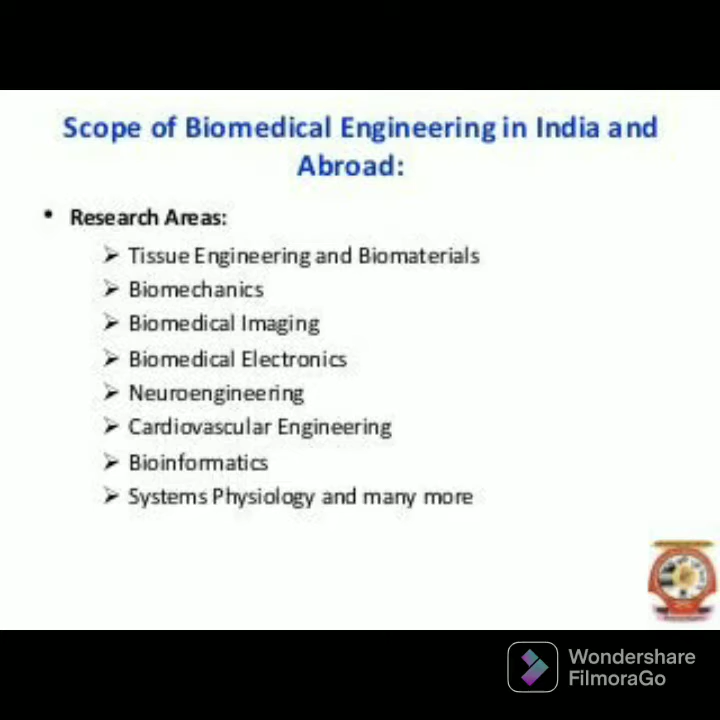 Scope of Biomedical Engineering in India and
Abroad:
• Research Areas:
➢ Tissue Engineering and Biomaterials
➢ Biomechanics
➢ Biomedical Imaging
➢ Biomedical Electronics
➢ Neuroengineering
➢ Cardiovascular Engineering
➢ Bioinformatics
➢ Systems Physiology and many more
Wondershare
FilmoraGo